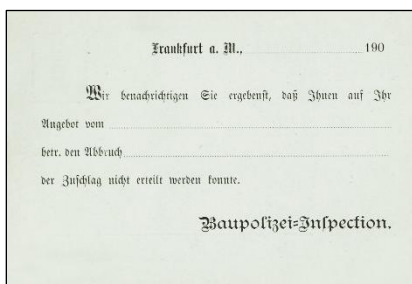 Frankfurt a. M., 190
Wir benachrichtigen Sie ergebenst, daß Ihnen auf Ihr
Angebot vom
betr. den Abbruch
der Zuschlag nicht erteilt werden konnte.
Baupolizei=Inspection.